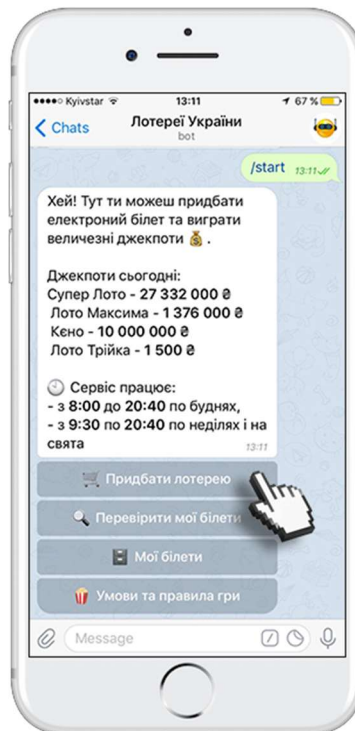 Kyivstar 13:11 67 %
Chats Лотереї України
bot
/start 13:11
Хей! Тут ти можеш придбати
електроний білет та виграти
величезні джекпоти 💰 .
Джекпоти сьогодні:
Супер Лото - 27 332 000 ₴
Лото Максима - 1 376 000 ₴
Кєно - 10 000 000 ₴
Лото Трійка - 1 500 ₴
🕙 Сервіс працює:
- з 8:00 до 20:40 по буднях,
- з 9:30 по 20:40 по неділях і на
свята 13:11
🛒 Придбати лотерею
🔍 Перевірити мої білети
🗄 Мої білети
🍿 Умови та правила гри
Message